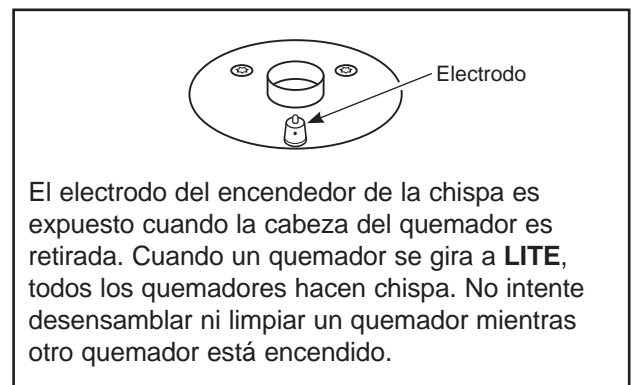 Electrodo
El electrodo del encendedor de la chispa es
expuesto cuando la cabeza del quemador es
retirada. Cuando un quemador se gira a LITE,
todos los quemadores hacen chispa. No intente
desensamblar ni limpiar un quemador mientras
otro quemador está encendido.